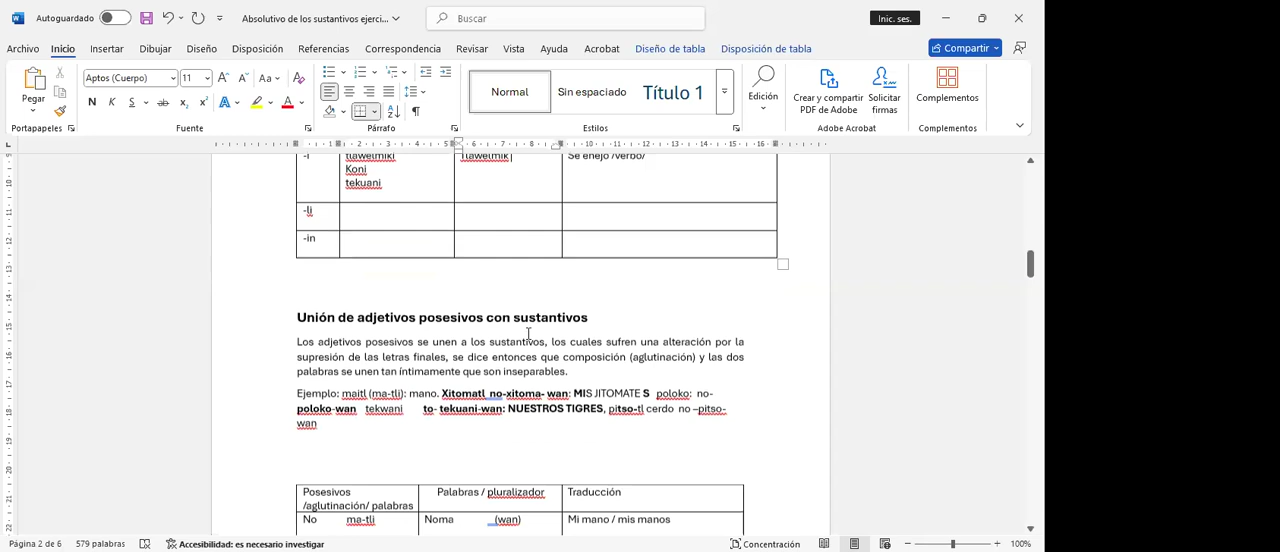 Autoguardado Absolutivo de los sustantivos ejerci... Buscar Inic. ses.
Archivo Inicio Insertar Dibujar Diseño Disposición Referencias Correspondencia Revisar Vista Ayuda Acrobat Diseño de tabla Disposición de tabla Compartir
Aptos (Cuerpo) 11
Pegar
Normal Sin espaciado Título 1
Edición Crear y compartir PDF de Adobe Solicitar firmas Complementos
Portapapeles Fuente Párrafo Estilos Adobe Acrobat Complementos
-i tlawelmiki Tlawelmik Se enejo /verbo/
Koni
tekuani
-li
-in
Unión de adjetivos posesivos con sustantivos
Los adjetivos posesivos se unen a los sustantivos, los cuales sufren una alteración por la
supresión de las letras finales, se dice entonces que composición (aglutinación) y las dos
palabras se unen tan íntimamente que son inseparables.
Ejemplo: maitl (ma-tli): mano. Xitomatl no-xitoma- wan: MIS JITOMATE S poloko: no-
poloko-wan tekwani to- tekuani-wan: NUESTROS TIGRES, pitso-tl cerdo no –pitso-
wan
Posesivos /aglutinación/ palabras Palabras / pluralizador Traducción
No ma-tli Noma (wan) Mi mano / mis manos
Página 2 de 6 579 palabras Accesibilidad: es necesario investigar Concentración 100%